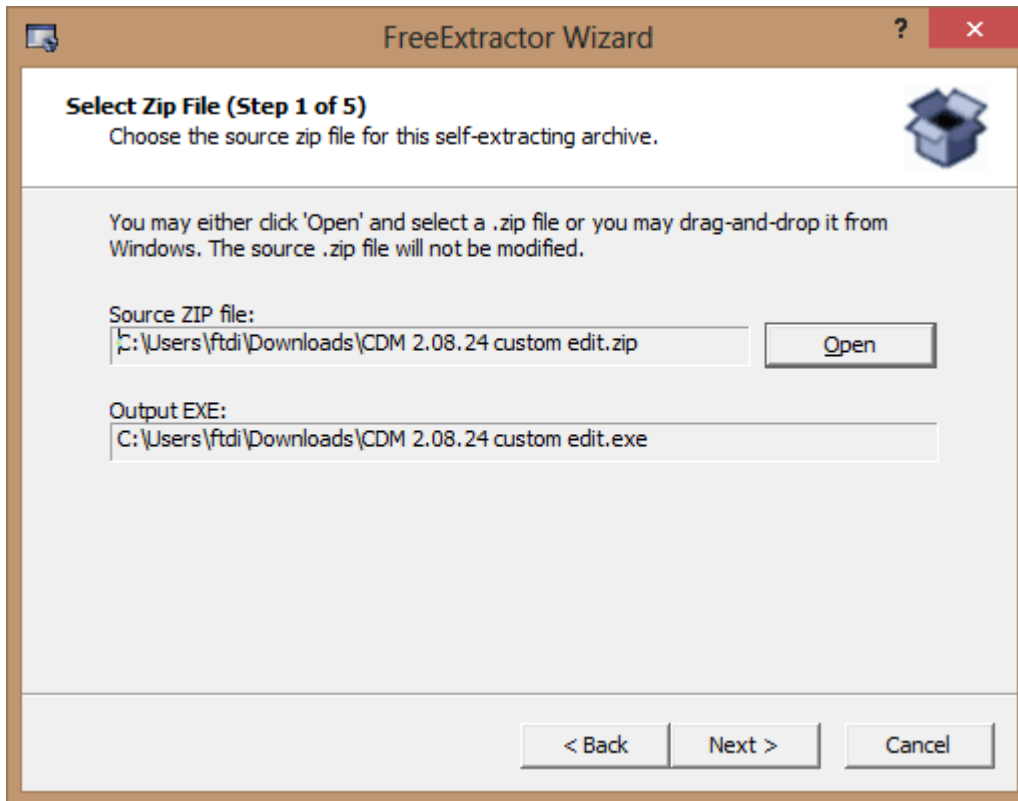 FreeExtractor Wizard
?
Select Zip File (Step 1 of 5)
Choose the source zip file for this self-extracting archive.
You may either click 'Open' and select a .zip file or you may drag-and-drop it from
Windows. The source .zip file will not be modified.
Source ZIP file:
C:\Users\ftdi\Downloads\CDM 2.08.24 custom edit.zip
Open
Output EXE:
C:\Users\ftdi\Downloads\CDM 2.08.24 custom edit.exe
< Back
Next >
Cancel